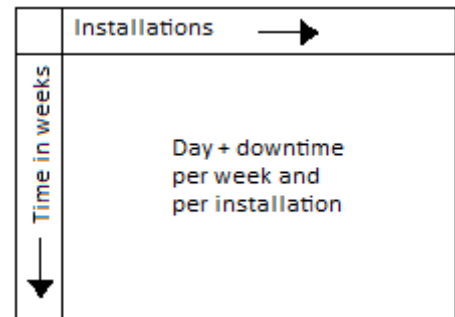 Installations
Time in weeks
Day + downtime
per week and
per installation